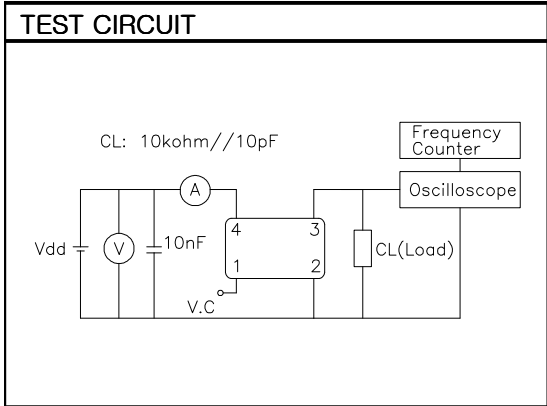 TEST CIRCUIT
CL: 10kohm//10pF
Frequency
Counter
Oscilloscope
A
4
3
Vdd
V
10nF
CL(Load)
1
2
V.C